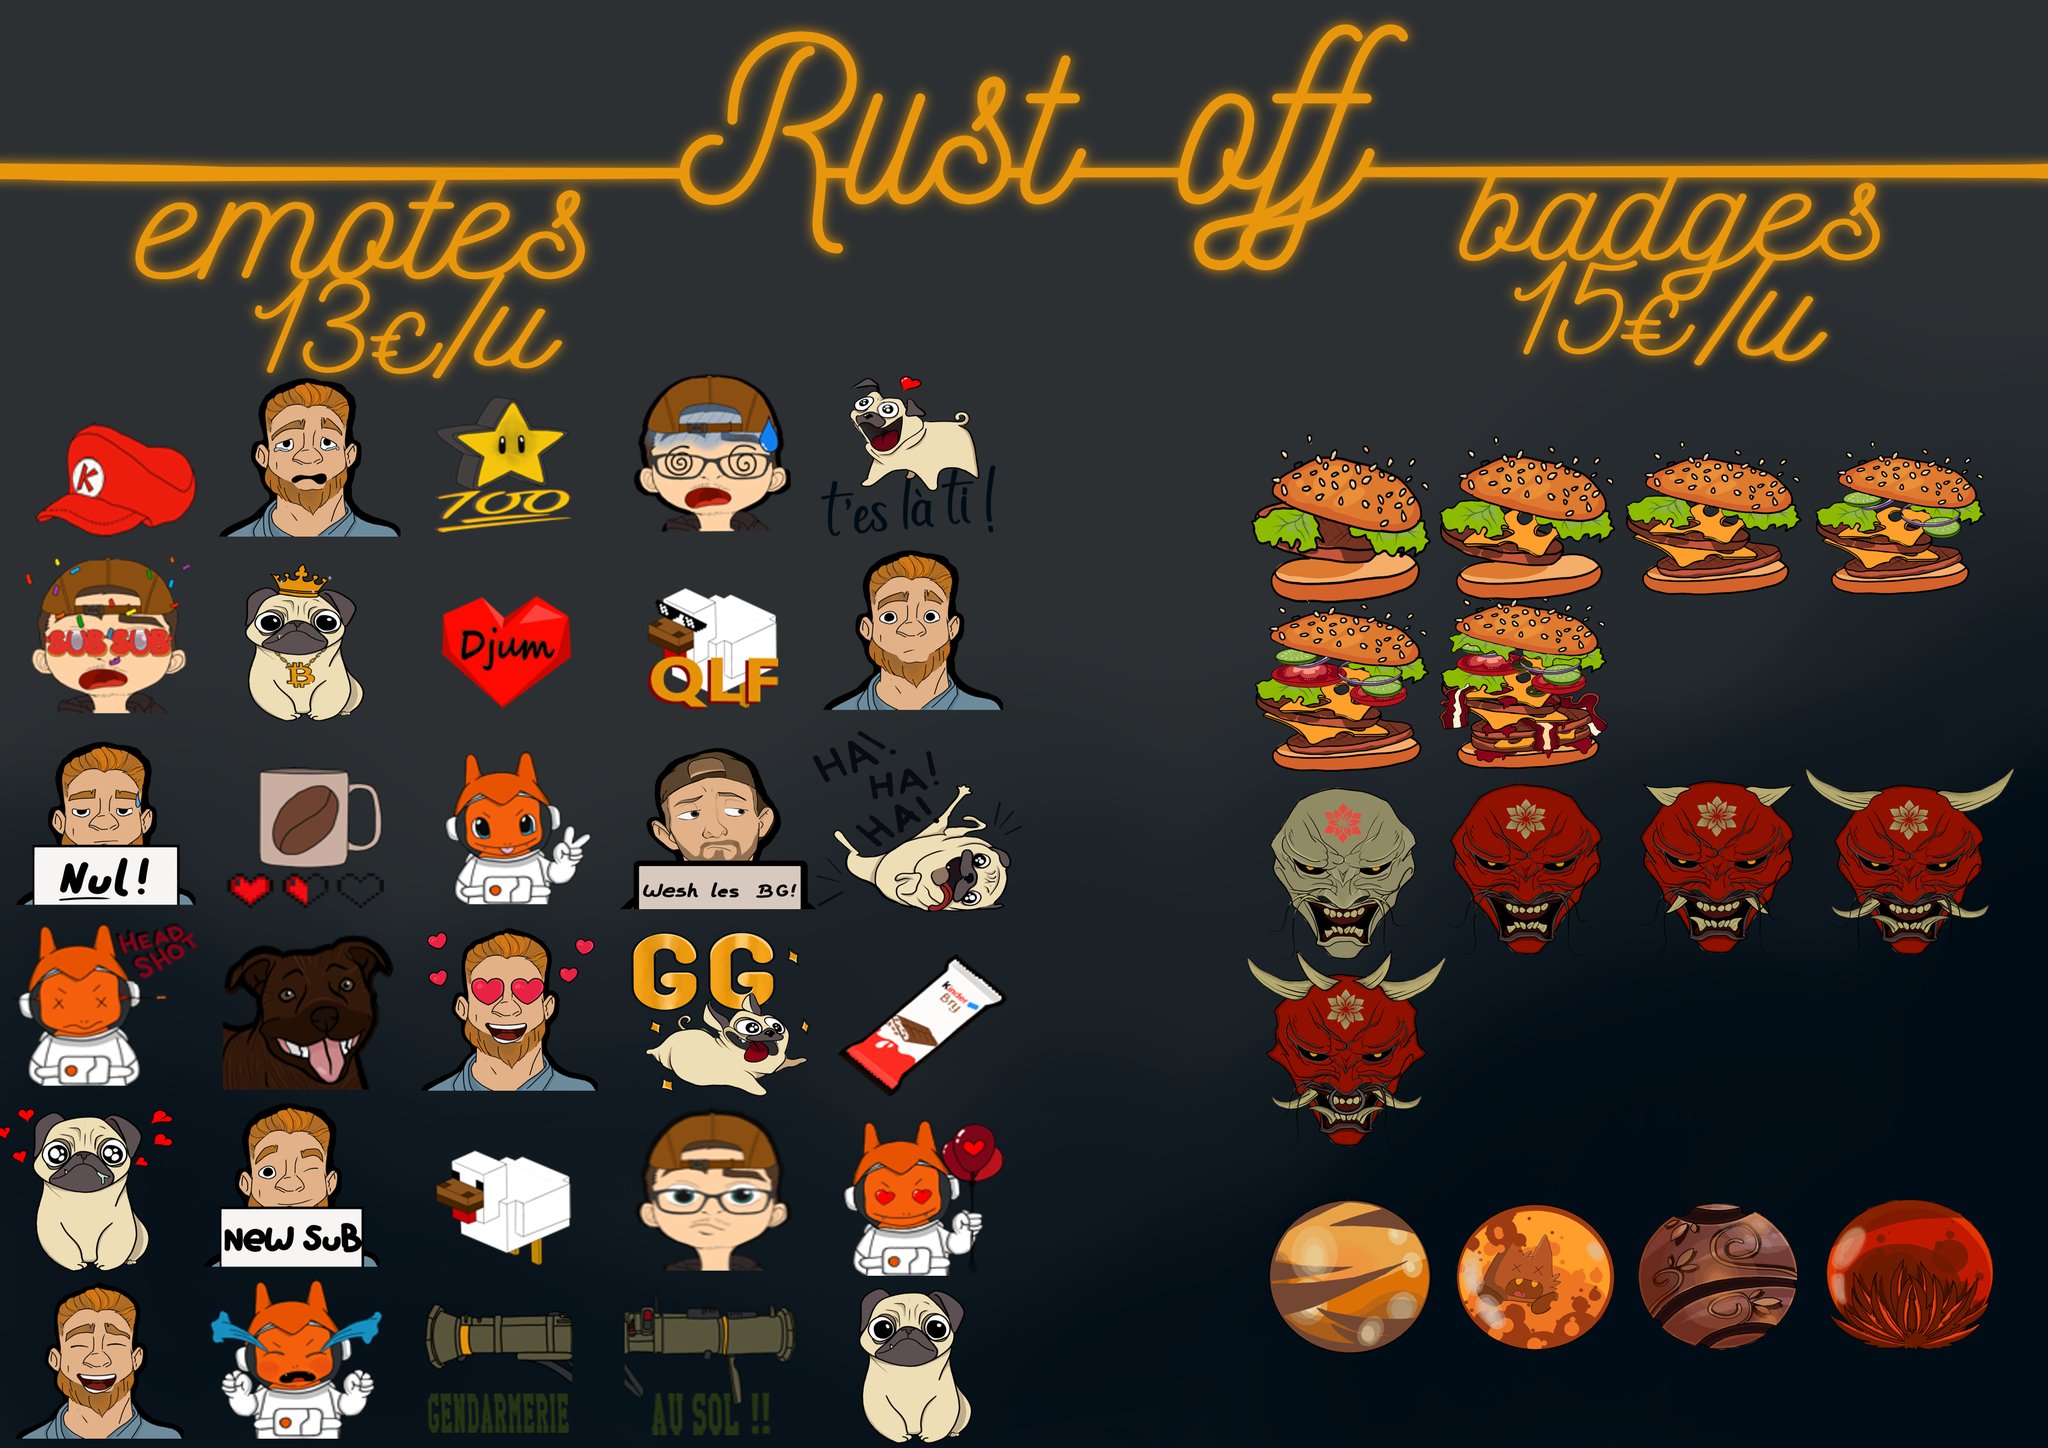 Rust off
emotes
13€/u
badges
15€/u
K
100
t'es là ti!
SUB SUB
B
Djum
QLF
Nul!
Wesh les BG!
HA!
HA!
HA!
HEAD
SHOT
GG
Kinder
Bry
NEW SUB
GENDARMERIE
AU SOL !!